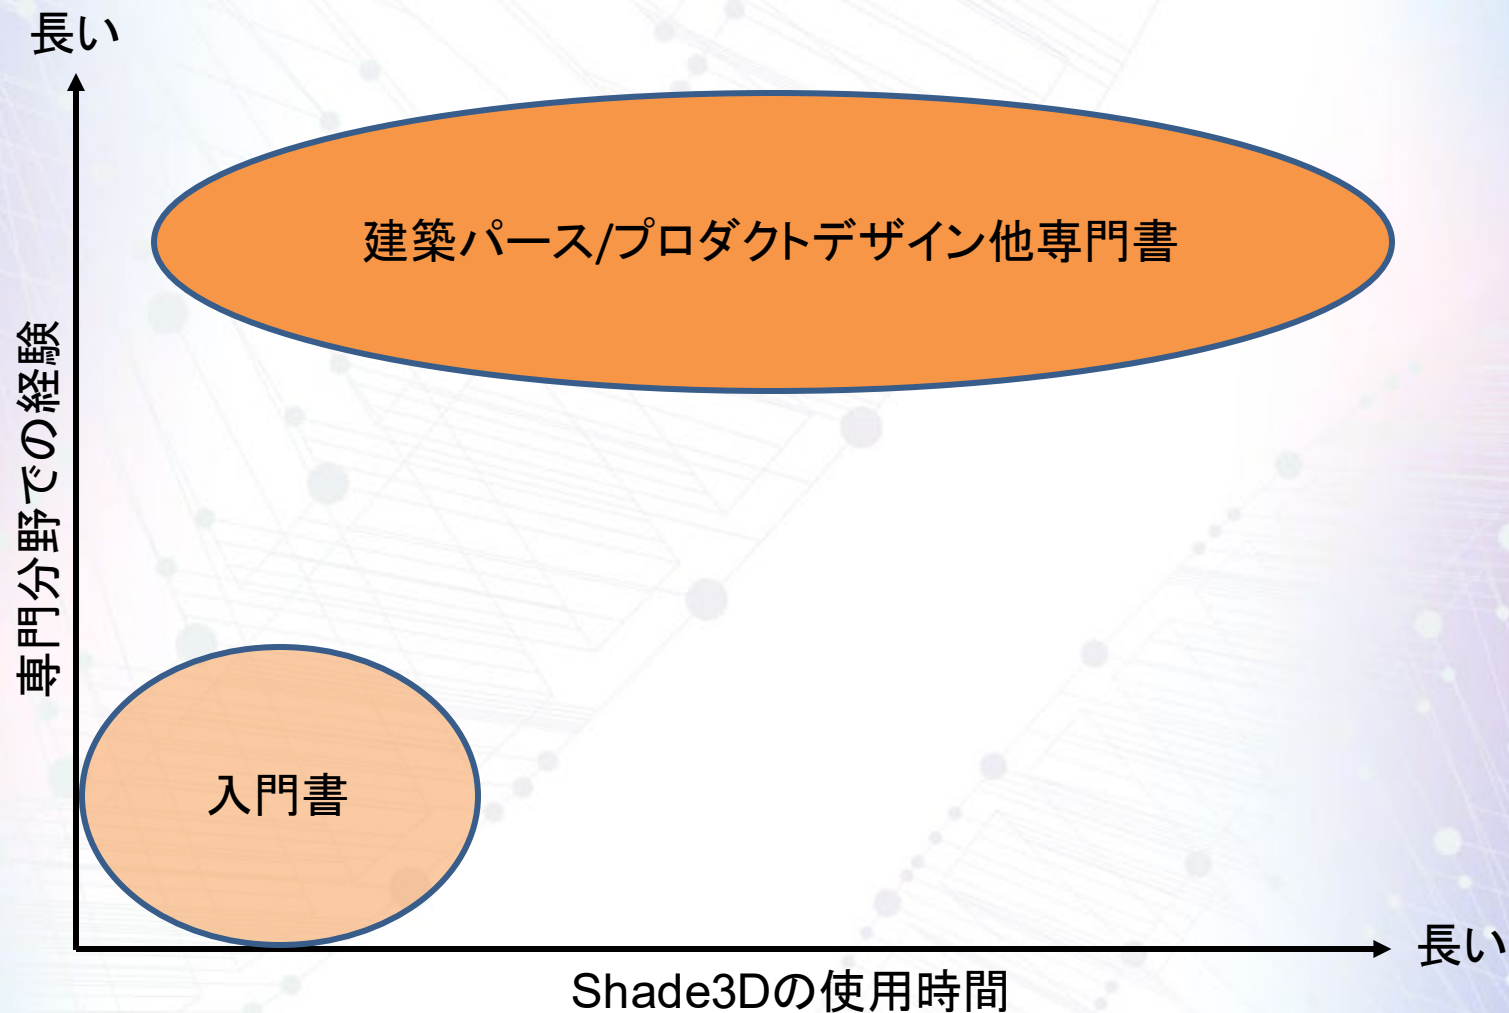 長い
建築パース/プロダクトデザイン他専門書
専門分野での経験
入門書
長い
Shade3Dの使用時間